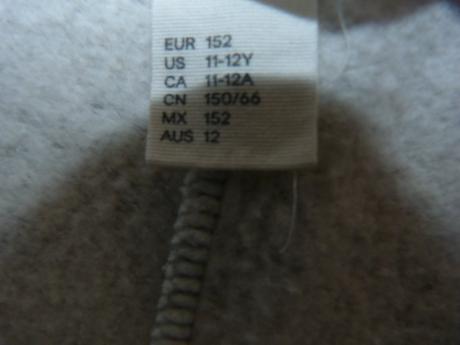 EUR 152
US 11-12Y
CA 11-12A
CN 150/66
MX 152
AUS 12